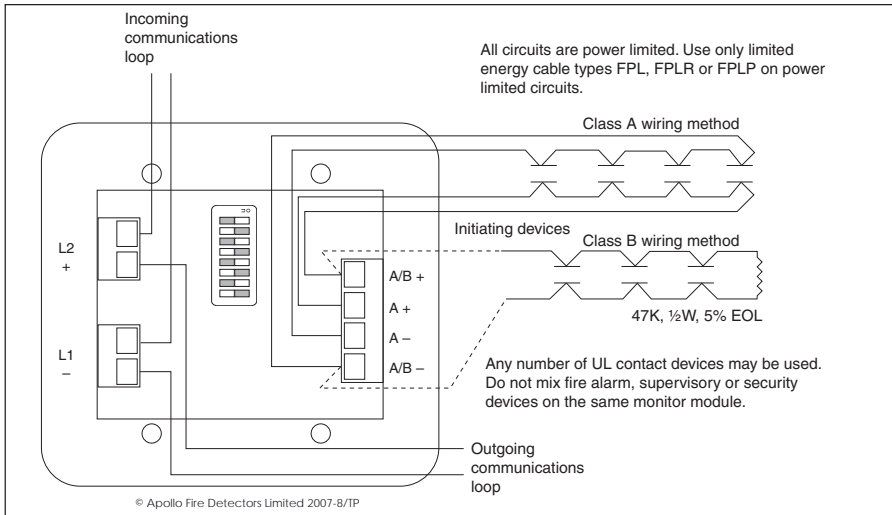 Incoming
communications
loop
All circuits are power limited. Use only limited
energy cable types FPL, FPLR or FPLP on power
limited circuits.
Class A wiring method
Initiating devices
Class B wiring method
L2
+
A/B +
A +
A –
A/B –
L1
–
47K, ½W, 5% EOL
Any number of UL contact devices may be used.
Do not mix fire alarm, supervisory or security
devices on the same monitor module.
Outgoing
communications
loop
© Apollo Fire Detectors Limited 2007-8/TP